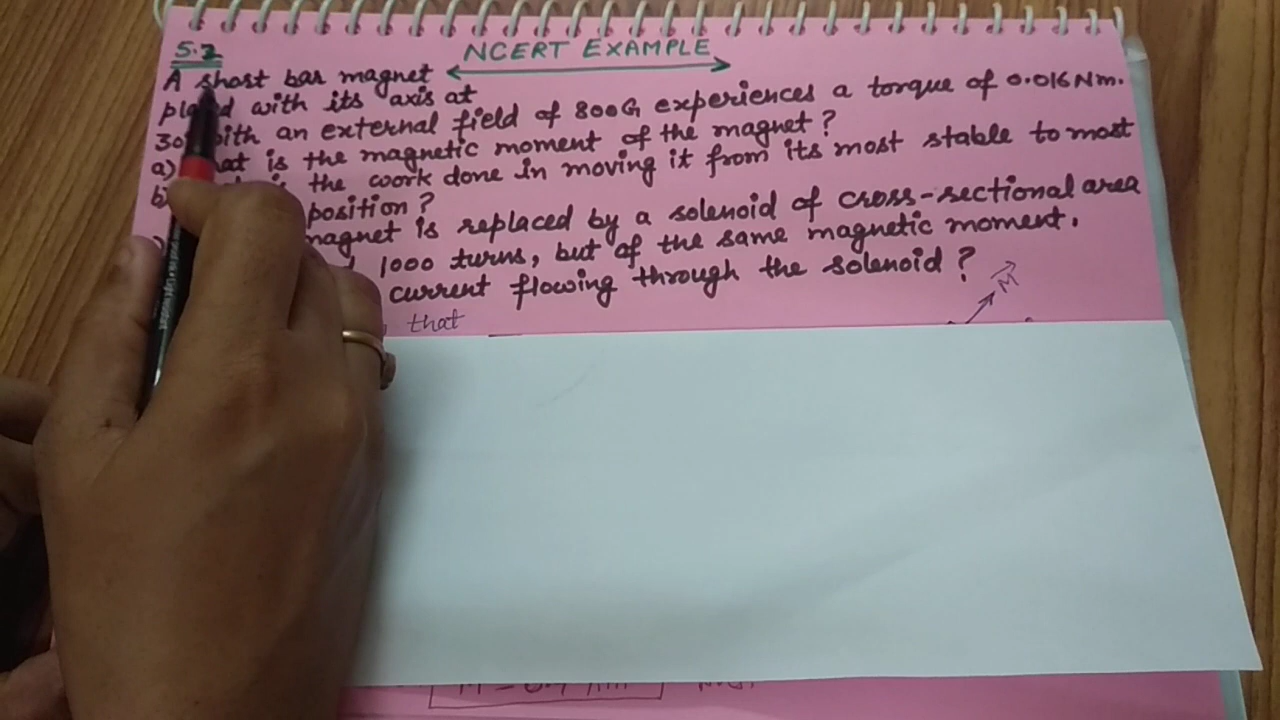 5.2
NCERT EXAMPLE
A short bar magnet
placed with its axis at
30° with an external field of 800G experiences a torque of 0.016 Nm.
a) What is the magnetic moment of the magnet?
b) is the work done in moving it from its most stable to most
position?
magnet is replaced by a solenoid of cross-sectional area
1000 turns, but of the same magnetic moment.
current flowing through the solenoid?
that
M